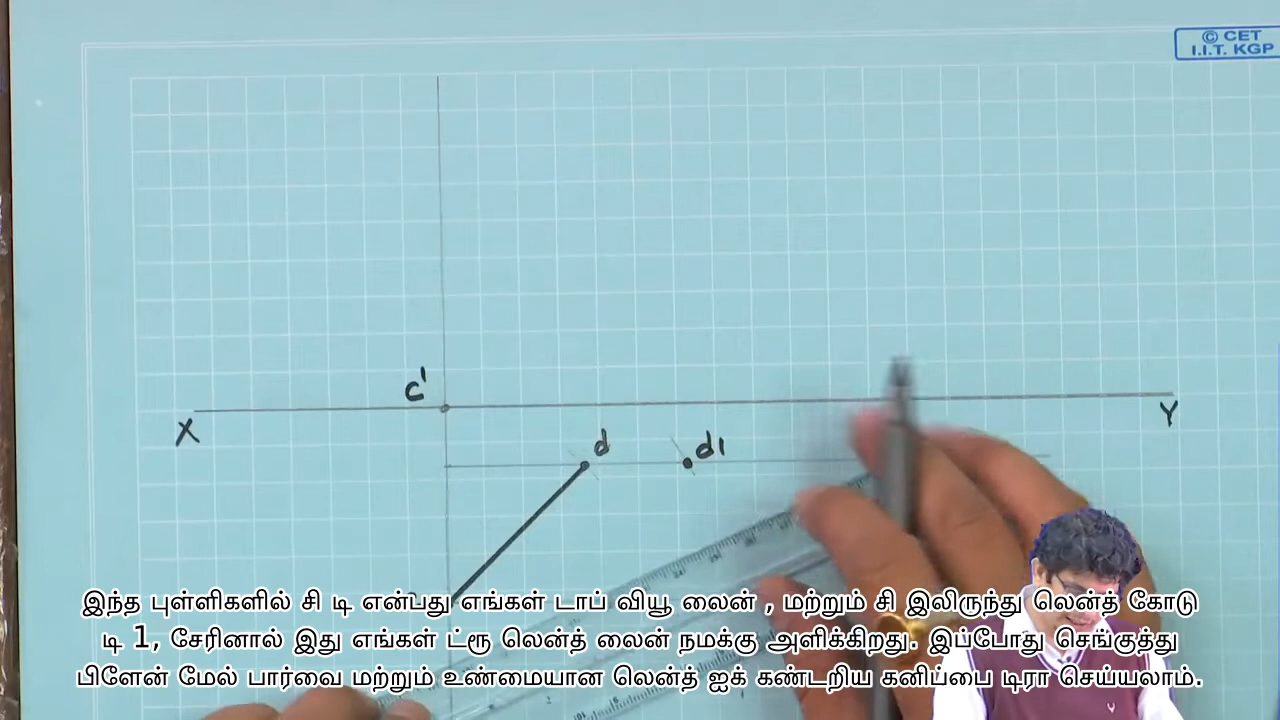 © CET
I.I.T. KGP
c'
X
Y
d
d1
இந்த புள்ளிகளில் சி டி என்பது எங்கள் டாப் வியூ லைன் , மற்றும் சி இலிருந்து லென்த் கோடு
டி 1, சேரினால் இது எங்கள் ட்ரூ லென்த் லைன் நமக்கு அளிக்கிறது. இப்போது செங்குத்து
பிளேன் மேல் பார்வை மற்றும் உண்மையான லென்த் ஐக் கண்டறிய கனிப்பை டிரா செய்யலாம்.